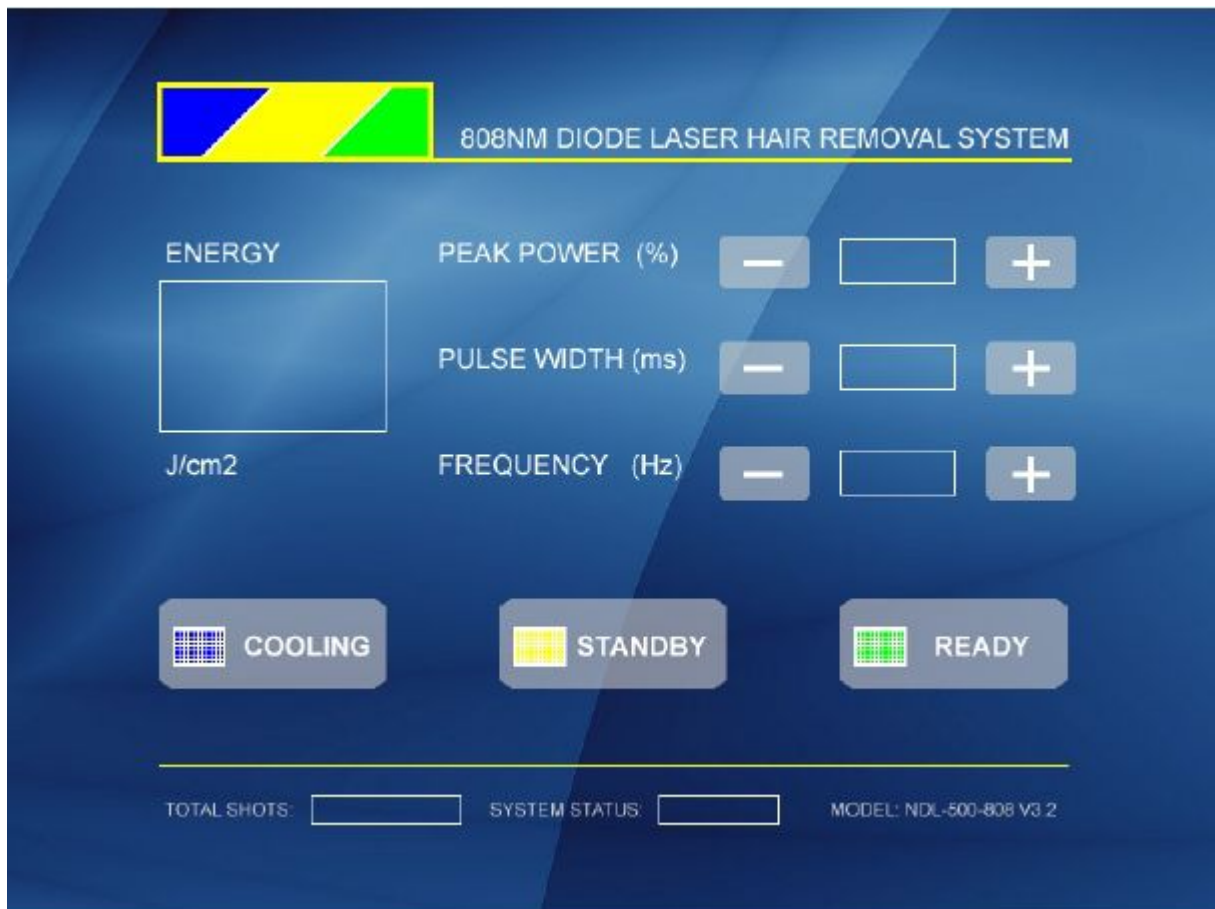 808NM DIODE LASER HAIR REMOVAL SYSTEM
ENERGY
PEAK POWER (%)
PULSE WIDTH (ms)
J/cm2
FREQUENCY (Hz)
COOLING
STANDBY
READY
TOTAL SHOTS:
SYSTEM STATUS:
MODEL: NDL-500-808 V3.2